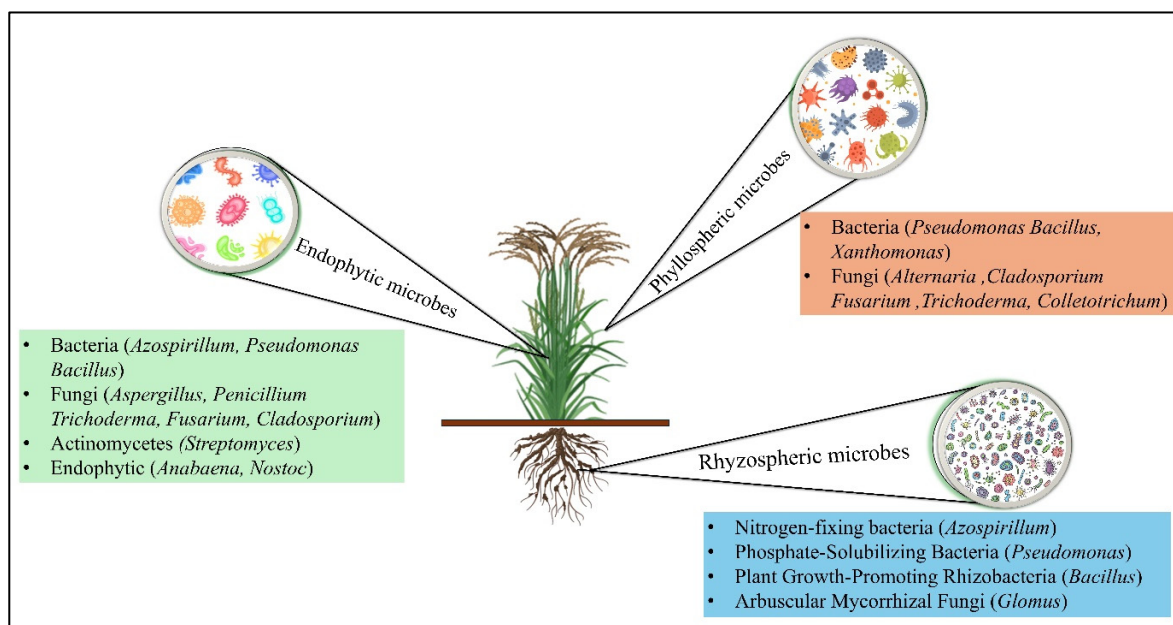 Endophytic microbes
• Bacteria (Azospirillum, Pseudomonas
Bacillus)
• Fungi (Aspergillus, Penicillium
Trichoderma, Fusarium, Cladosporium)
• Actinomycetes (Streptomyces)
• Endophytic (Anabaena, Nostoc)
Phyllospheric microbes
• Bacteria (Pseudomonas Bacillus,
Xanthomonas)
• Fungi (Alternaria ,Cladosporium
Fusarium ,Trichoderma, Colletotrichum)
Rhyzospheric microbes
• Nitrogen-fixing bacteria (Azospirillum)
• Phosphate-Solubilizing Bacteria (Pseudomonas)
• Plant Growth-Promoting Rhizobacteria (Bacillus)
• Arbuscular Mycorrhizal Fungi (Glomus)